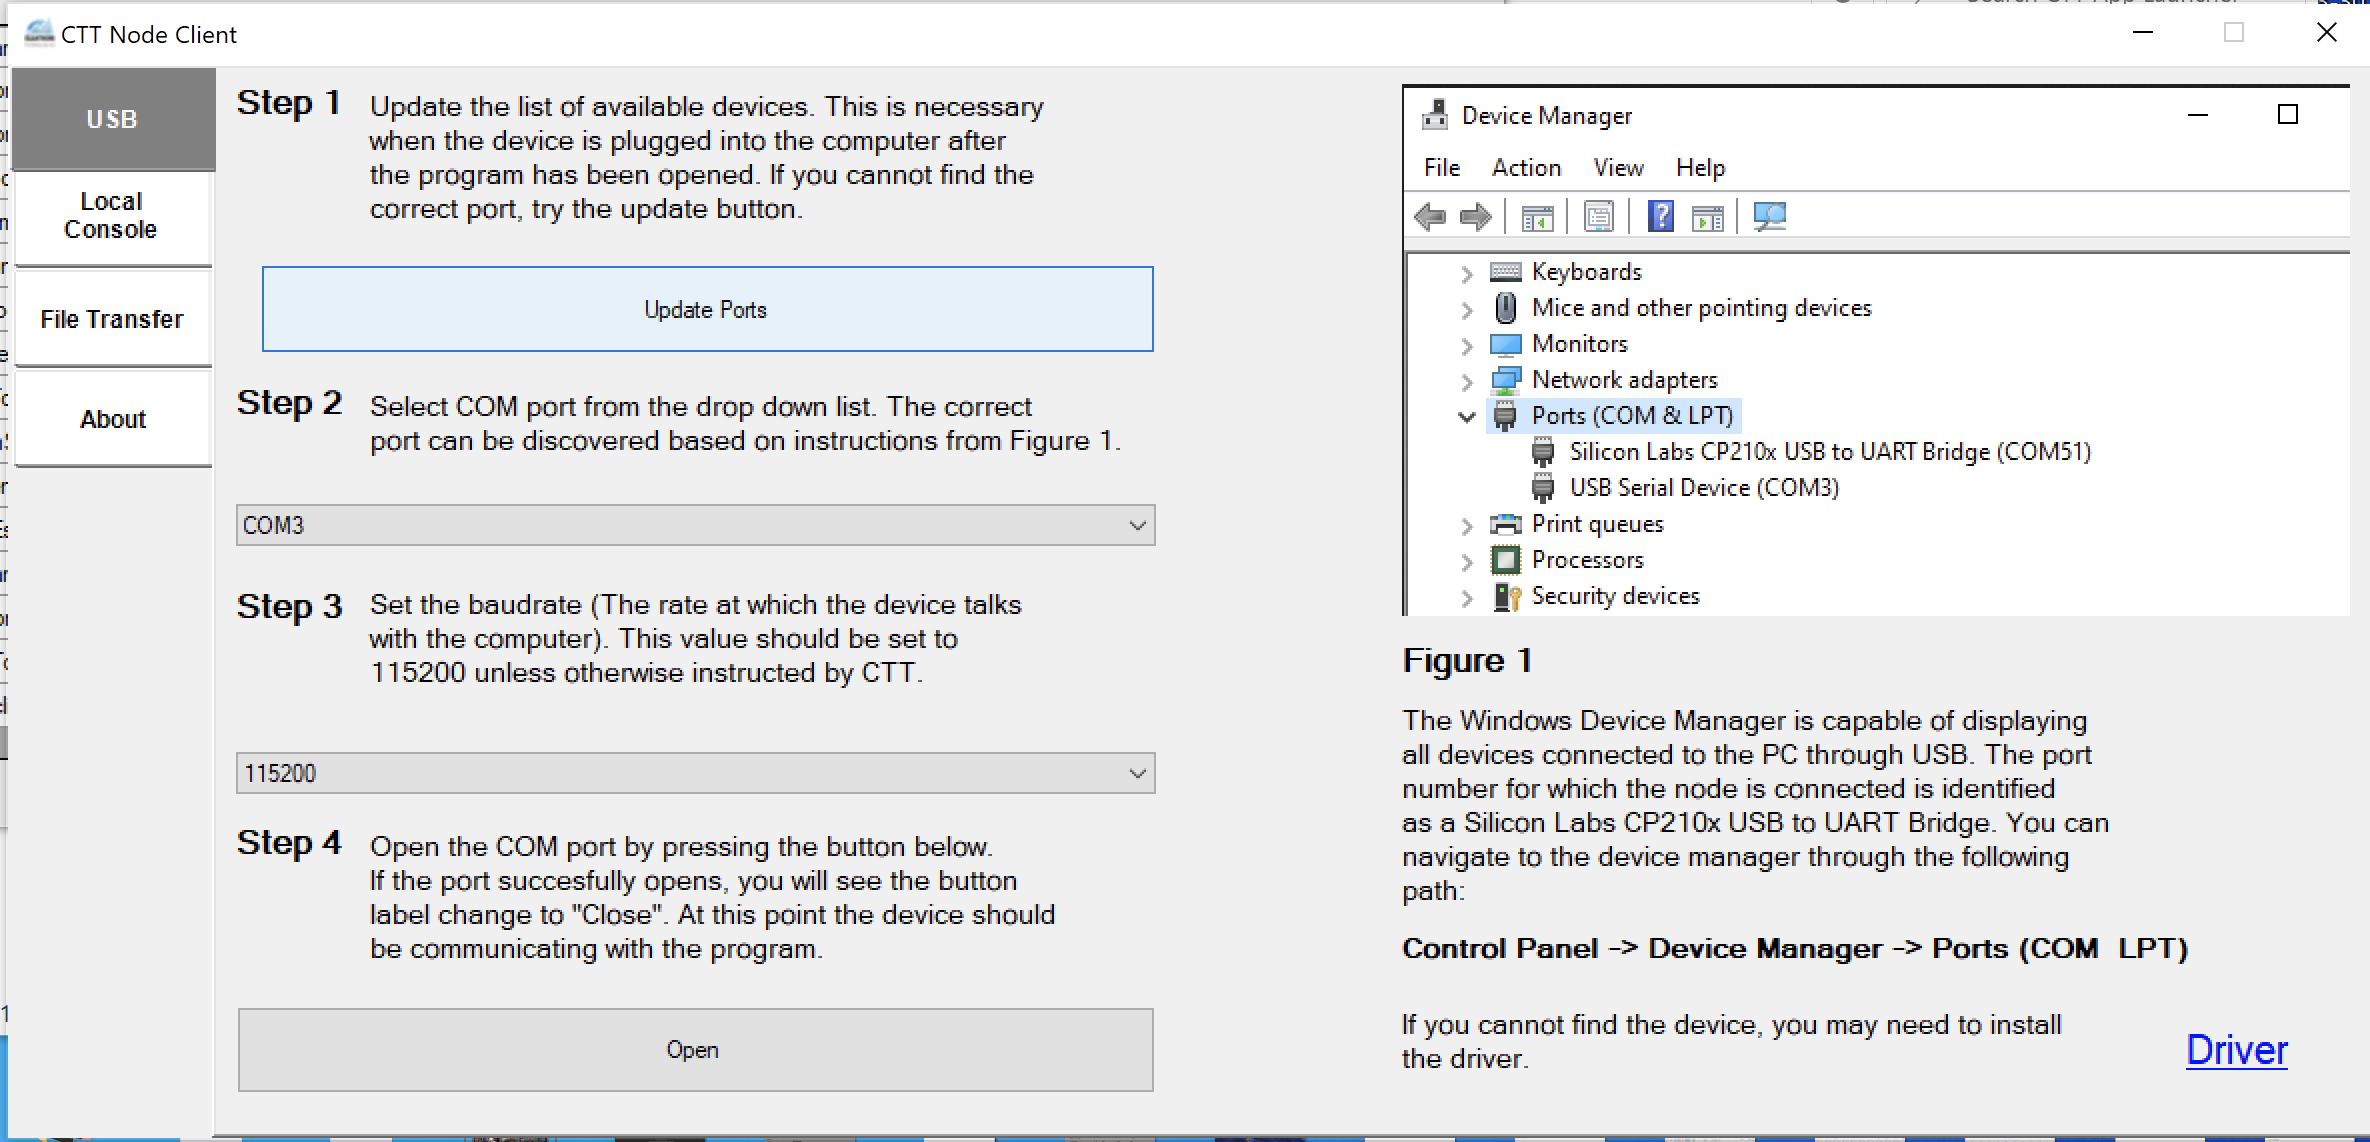 CTT Node Client
USB
Local
Console
File Transfer
About
Step 1
Update the list of available devices. This is necessary
when the device is plugged into the computer after
the program has been opened. If you cannot find the
correct port, try the update button.
Update Ports
Step 2
Select COM port from the drop down list. The correct
port can be discovered based on instructions from Figure 1.
COM3
Step 3
Set the baudrate (The rate at which the device talks
with the computer). This value should be set to
115200 unless otherwise instructed by CTT.
115200
Step 4
Open the COM port by pressing the button below.
If the port succesfully opens, you will see the button
label change to "Close". At this point the device should
be communicating with the program.
Open
Device Manager
File Action View Help
Keyboards
Mice and other pointing devices
Monitors
Network adapters
Ports (COM & LPT)
Silicon Labs CP210x USB to UART Bridge (COM51)
USB Serial Device (COM3)
Print queues
Processors
Security devices
Figure 1
The Windows Device Manager is capable of displaying
all devices connected to the PC through USB. The port
number for which the node is connected is identified
as a Silicon Labs CP210x USB to UART Bridge. You can
navigate to the device manager through the following
path:
Control Panel -> Device Manager -> Ports (COM  LPT)
If you cannot find the device, you may need to install
the driver.
Driver